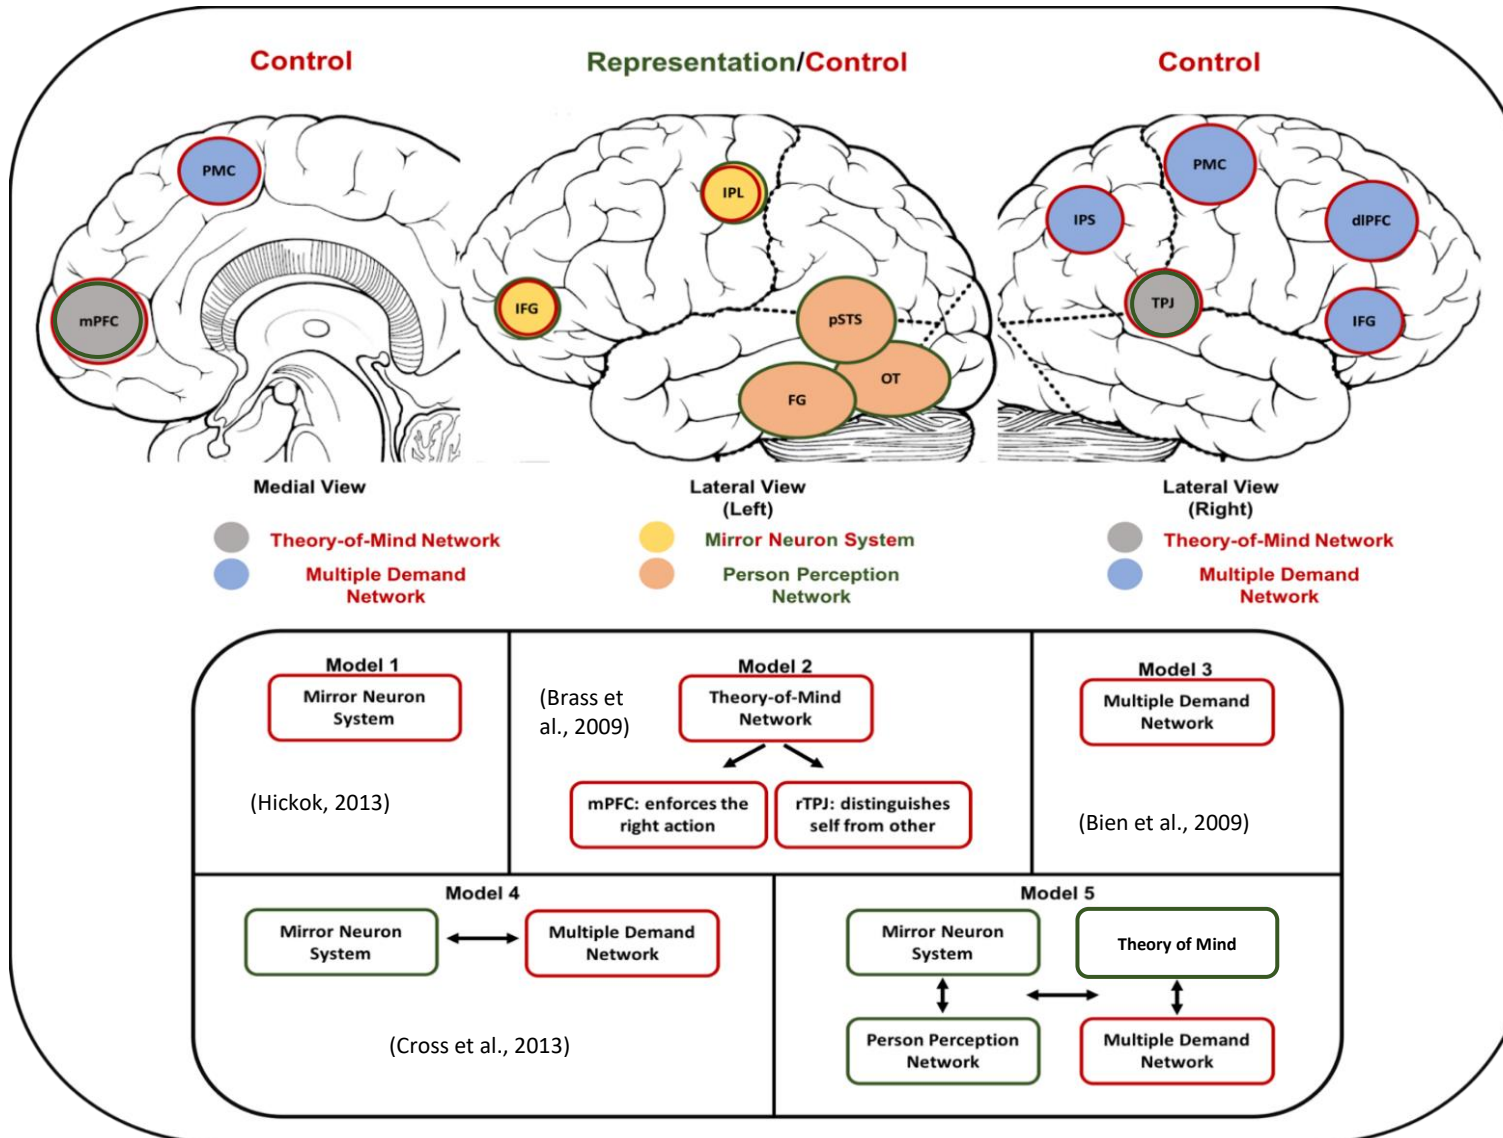 Control
Representation/Control
Control
PMC
mPFC
IPL
IFG
pSTS
OT
FG
PMC
IPS
dlPFC
TPJ
IFG
Medial View
Lateral View
(Left)
Lateral View
(Right)
Theory-of-Mind Network
Multiple Demand
Network
Mirror Neuron System
Person Perception
Network
Theory-of-Mind Network
Multiple Demand
Network
Model 1
Mirror Neuron
System
(Hickok, 2013)
Model 2
(Brass et
al., 2009)
Theory-of-Mind
Network
mPFC: enforces the
right action
rTPJ: distinguishes
self from other
Model 3
Multiple Demand
Network
(Bien et al., 2009)
Model 4
Mirror Neuron
System
Multiple Demand
Network
(Cross et al., 2013)
Model 5
Mirror Neuron
System
Theory of Mind
Person Perception
Network
Multiple Demand
Network